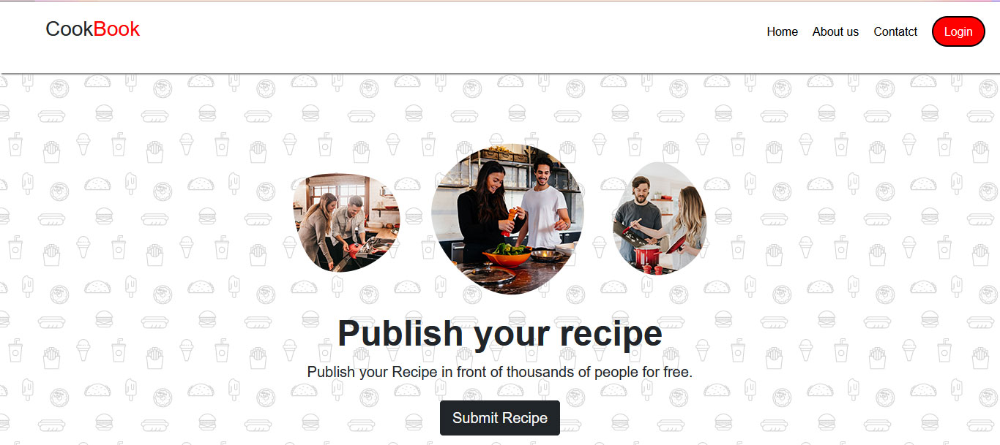 CookBook
Home About us Contatct Login
Publish your recipe
Publish your Recipe in front of thousands of people for free.
Submit Recipe